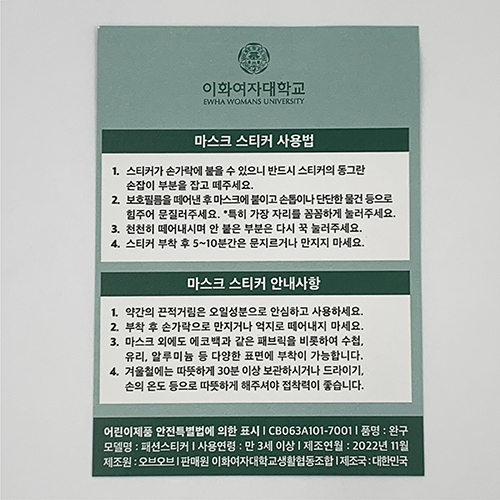 이화여자대학교
EWHA WOMANS UNIVERSITY
마스크 스티커 사용법
1. 스티커가 손가락에 붙을 수 있으니 반드시 스티커의 동그란
손잡이 부분을 잡고 떼주세요.
2. 보호필름을 떼어낸 후 마스크에 붙이고 손톱이나 단단한 물건 등으로
힘주어 문질러주세요. *특히 가장 자리를 꼼꼼하게 눌러주세요.
3. 천천히 떼어내시며 안 붙은 부분은 다시 꾹 눌러주세요.
4. 스티커 부착 후 5~10분간은 문지르거나 만지지 마세요.
마스크 스티커 안내사항
1. 약간의 끈적거림은 오일성분으로 안심하고 사용하세요.
2. 부착 후 손가락으로 만지거나 억지로 떼어내지 마세요.
3. 마스크 외에도 에코백과 같은 패브릭을 비롯하여 수첩,
유리, 알루미늄 등 다양한 표면에 부착이 가능합니다.
4. 겨울철에는 따뜻하게 30분 이상 보관하시거나 드라이기,
손의 온도 등으로 따뜻하게 해주셔야 접착력이 좋습니다.
어린이제품 안전특별법에 의한 표시 | CB063A101-7001 | 품명 : 완구
모델명 : 패션스티커 | 사용연령 : 만 3세 이상 | 제조연월 : 2022년 11월
제조원 : 오브오브 | 판매원 이화여자대학교생활협동조합 | 제조국 : 대한민국